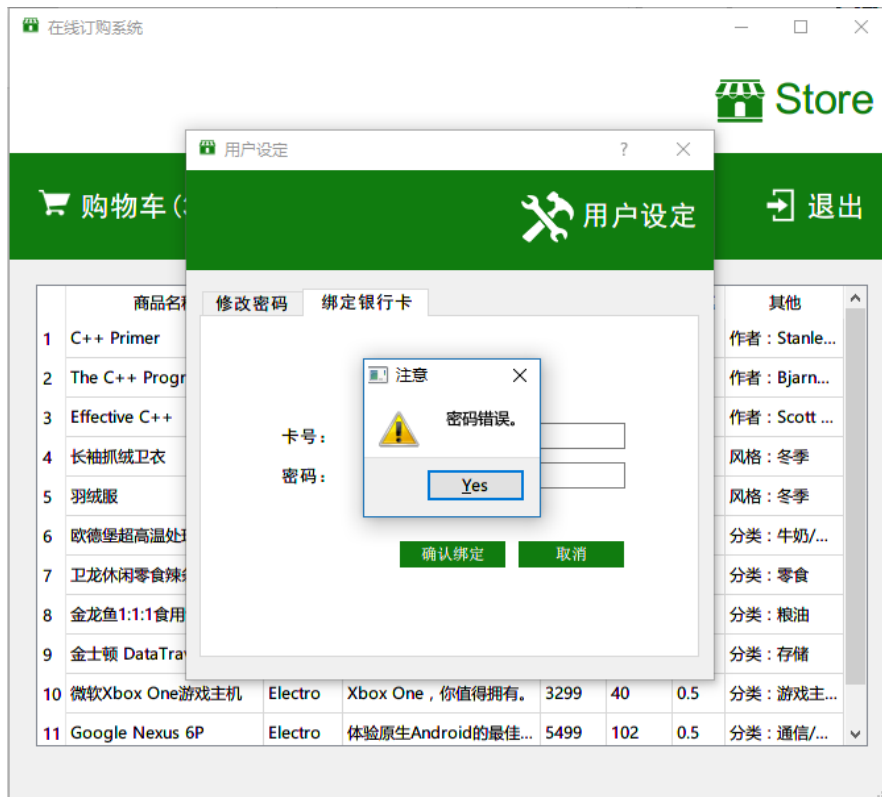 在线订购系统
Store
用户设定
?
购物车(
用户设定
退出
修改密码
绑定银行卡
商品名
其他
1 C++ Primer 作者：Stanle...
2 The C++ Progr 作者：Bjarn...
3 Effective C++ 作者：Scott ...
4 长袖抓绒卫衣 风格：冬季
5 羽绒服 风格：冬季
6 欧德堡超高温处 分类：牛奶/...
7 卫龙休闲零食辣 分类：零食
8 金龙鱼1:1:1食用 分类：粮油
9 金士顿 DataTra 分类：存储
10 微软Xbox One游戏主机 Electro Xbox One，你值得拥有。 3299 40 0.5 分类：游戏主...
11 Google Nexus 6P Electro 体验原生Android的最佳... 5499 102 0.5 分类：通信/...
注意
密码错误。
Yes
卡号：
密码：
确认绑定
取消